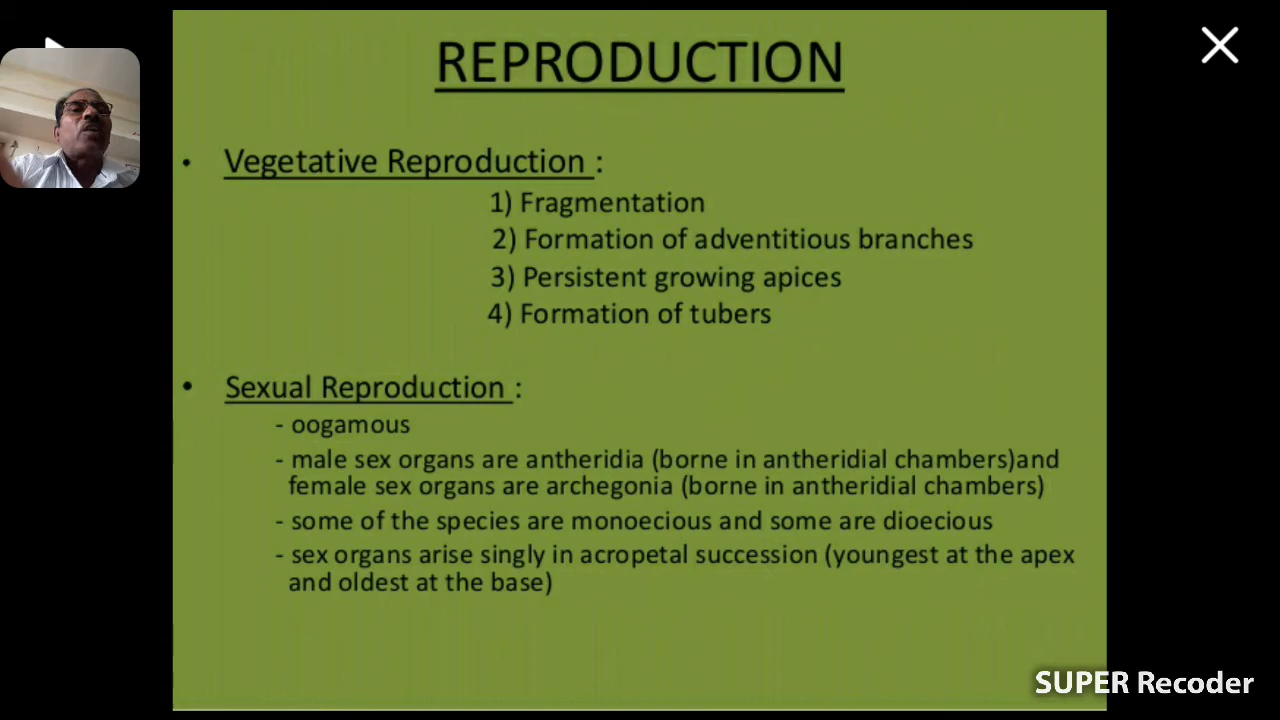 REPRODUCTION
• Vegetative Reproduction :
1) Fragmentation
2) Formation of adventitious branches
3) Persistent growing apices
4) Formation of tubers
• Sexual Reproduction :
- oogamous
- male sex organs are antheridia (borne in antheridial chambers)and
female sex organs are archegonia (borne in antheridial chambers)
- some of the species are monoecious and some are dioecious
- sex organs arise singly in acropetal succession (youngest at the apex
and oldest at the base)
SUPER Recoder